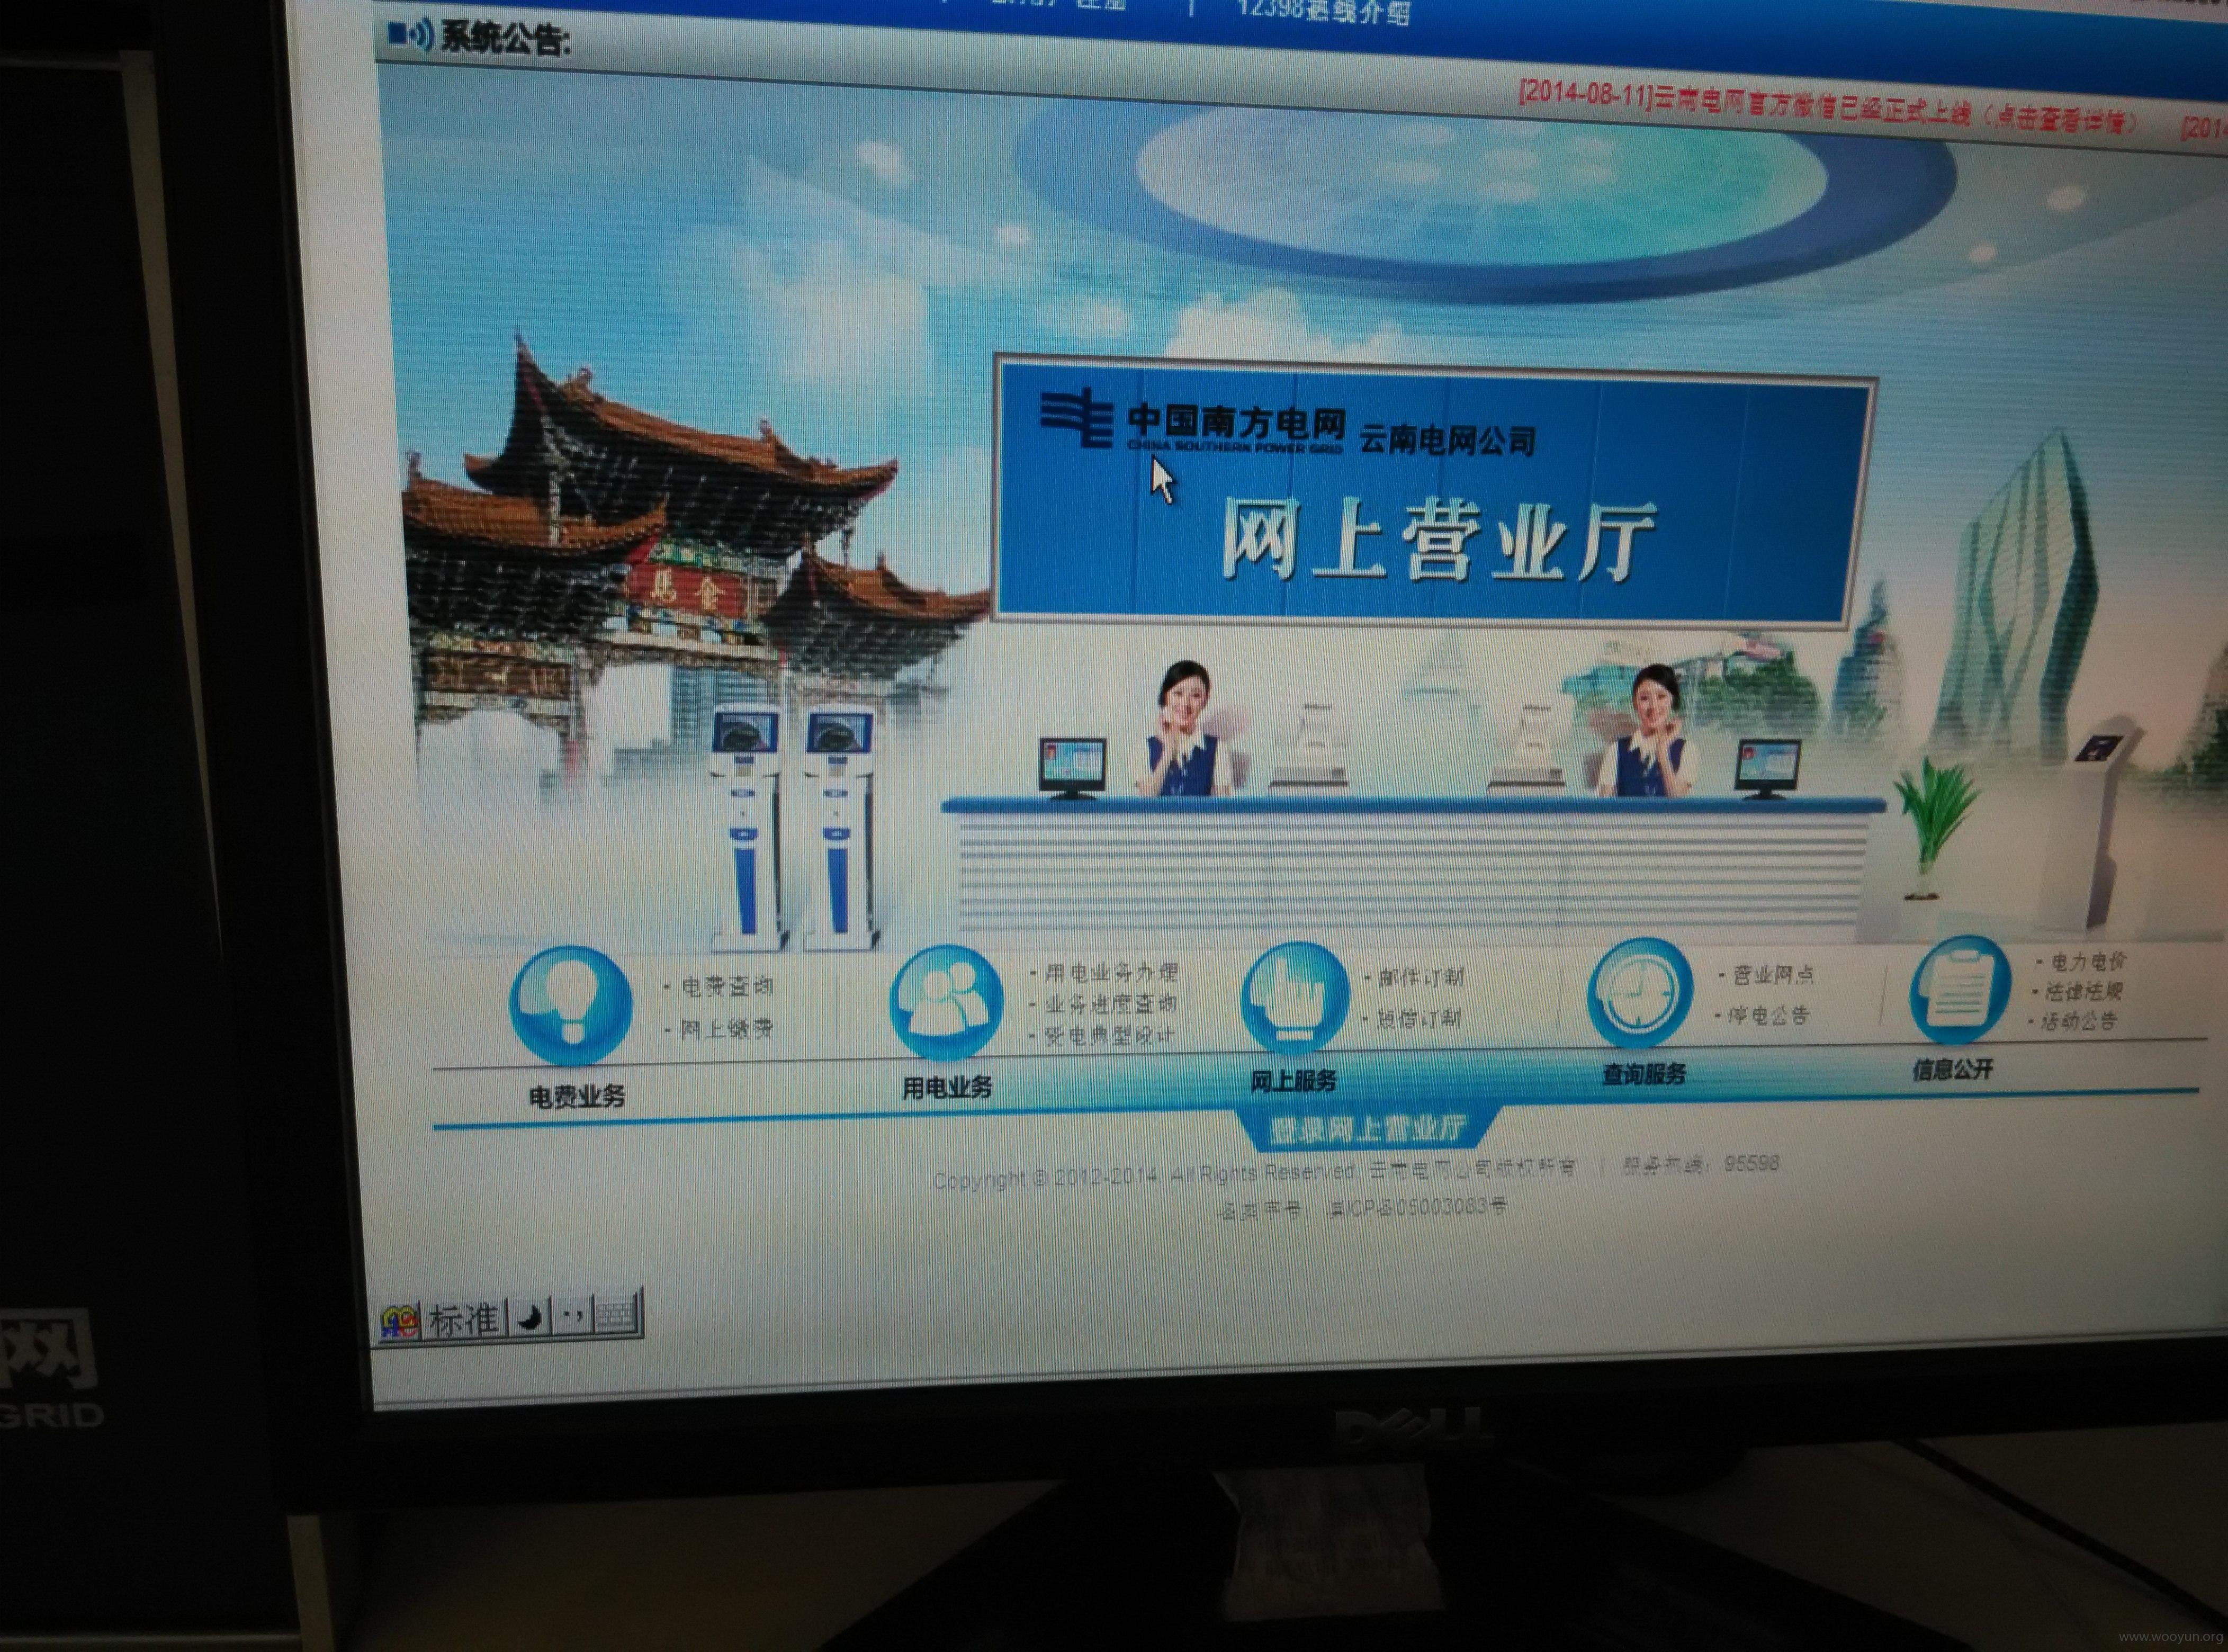 12398热线介绍
系统公告:
[2014-08-11]云南电网官方微信已经正式上线（点击查看详情）
[201
中国南方电网 云南电网公司
CHINA SOUTHERN POWER GRID
网上营业厅
金马
- 电费查询
- 网上缴费
电费业务
- 用电业务办理
- 业务进度查询
- 受电典型设计
用电业务
- 邮件订制
- 短信订制
网上服务
- 营业网点
- 停电公告
查询服务
- 电力电价
- 法律法规
- 活动公告
信息公开
登录网上营业厅
Copyright © 2012-2014 All Rights Reserved 云南电网公司版权所有 | 服务热线: 95598
备案序号: 滇ICP备05003083号
标准
网
GRID
DELL
www.wooyun.org